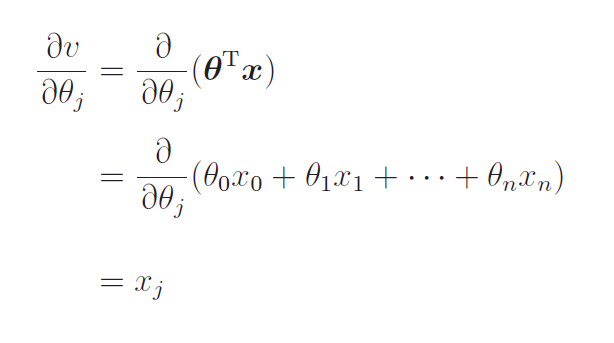 ∂v/∂θ_j = ∂/∂θ_j (θ^T x)
= ∂/∂θ_j (θ_0x_0 + θ_1x_1 + ··· + θ_nx_n)
= x_j